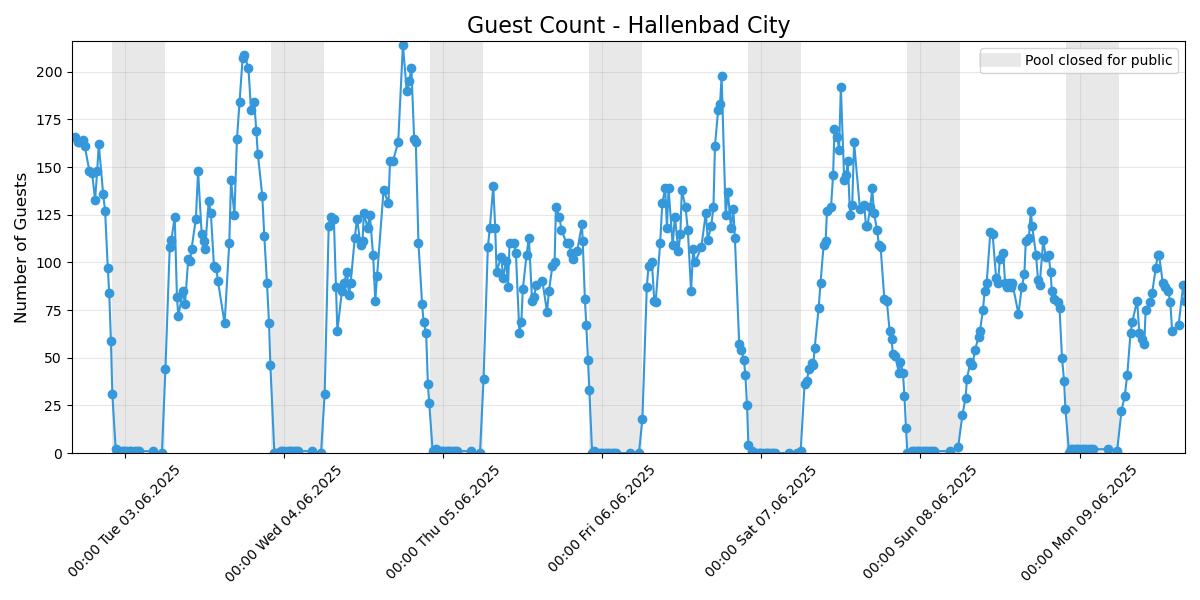 Guest Count - Hallenbad City
Pool closed for public
Number of Guests
200
175
150
125
100
75
50
25
0
00:00 Tue 03.06.2025
00:00 Wed 04.06.2025
00:00 Thu 05.06.2025
00:00 Fri 06.06.2025
00:00 Sat 07.06.2025
00:00 Sun 08.06.2025
00:00 Mon 09.06.2025